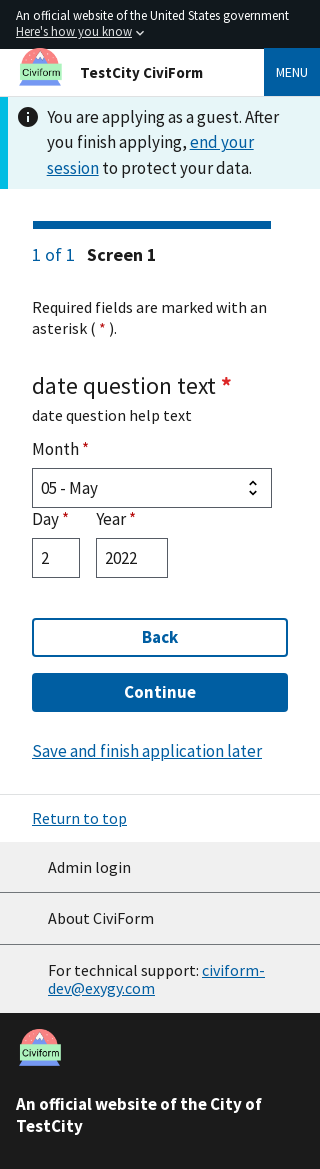 An official website of the United States government
Here's how you know
Civiform
TestCity CiviForm
MENU
You are applying as a guest. After
you finish applying, end your
session to protect your data.
1 of 1 Screen 1
Required fields are marked with an
asterisk ( * ).
date question text *
date question help text
Month *
05 - May
Day * Year *
2 2022
Back
Continue
Save and finish application later
Return to top
Admin login
About CiviForm
For technical support: civiform-
dev@exygy.com
Civiform
An official website of the City of
TestCity